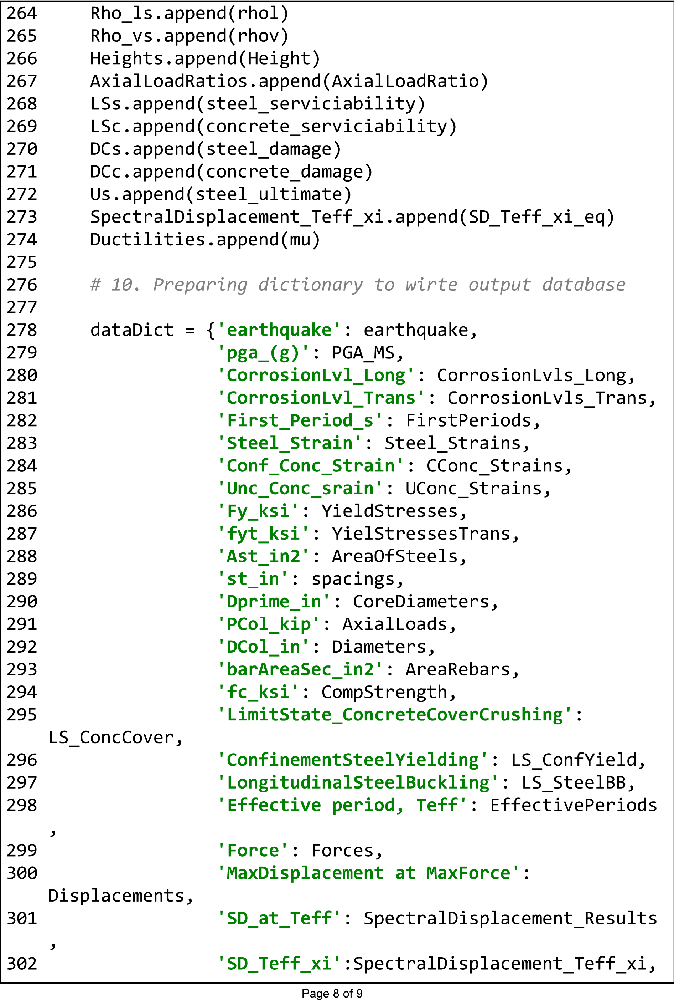 264     Rho_ls.append(rhol)
265     Rho_vs.append(rhov)
266     Heights.append(Height)
267     AxialLoadRatios.append(AxialLoadRatio)
268     LSs.append(steel_serviciability)
269     LSc.append(concrete_serviciability)
270     DCs.append(steel_damage)
271     DCc.append(concrete_damage)
272     Us.append(steel_ultimate)
273     SpectralDisplacement_Teff_xi.append(SD_Teff_xi_eq)
274     Ductilities.append(mu)
275
276     # 10. Preparing dictionary to wirte output database
277
278     dataDict = {'earthquake': earthquake,
279                 'pga_(g)': PGA_MS,
280                 'CorrosionLvl_Long': CorrosionLvls_Long,
281                 'CorrosionLvl_Trans': CorrosionLvls_Trans,
282                 'First_Period_s': FirstPeriods,
283                 'Steel_Strain': Steel_Strains,
284                 'Conf_Conc_Strain': CConc_Strains,
285                 'Unc_Conc_srain': UConc_Strains,
286                 'Fy_ksi': YieldStresses,
287                 'fyt_ksi': YielStressesTrans,
288                 'Ast_in2': AreaOfSteels,
289                 'st_in': spacings,
290                 'Dprime_in': CoreDiameters,
291                 'PCol_kip': AxialLoads,
292                 'DCol_in': Diameters,
293                 'barAreaSec_in2': AreaRebars,
294                 'fc_ksi': CompStrength,
295                 'LimitState_ConcreteCoverCrushing':
LS_ConcCover,
296                 'ConfinementSteelYielding': LS_ConfYield,
297                 'LongitudinalSteelBuckling': LS_SteelBB,
298                 'Effective period, Teff': EffectivePeriods
,
299                 'Force': Forces,
300                 'MaxDisplacement at MaxForce':
Displacements,
301                 'SD_at_Teff': SpectralDisplacement_Results
,
302                 'SD_Teff_xi':SpectralDisplacement_Teff_xi,
Page 8 of 9